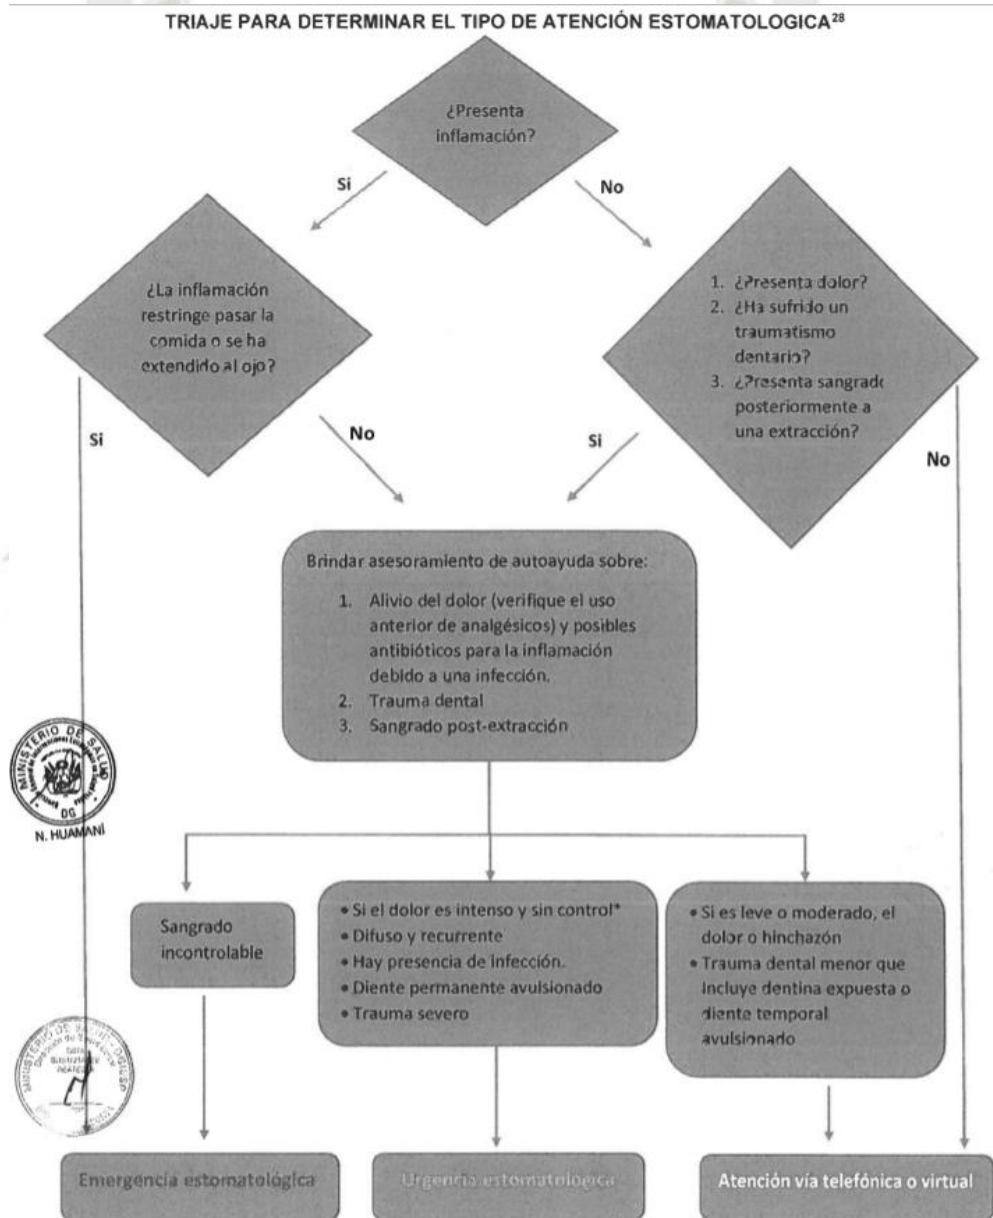 TRIAJE PARA DETERMINAR EL TIPO DE ATENCIÓN ESTOMATOLOGICA²⁸
¿Presenta
inflamación?
Si
No
¿La inflamación
restringe pasar la
comida o se ha
extendido al ojo?
1. ¿Presenta dolor?
2. ¿Ha sufrido un
traumatismo
dentario?
3. ¿Presenta sangrado
posteriormente a
una extracción?
Si
No
Si
No
Brindar asesoramiento de autoayuda sobre:
1. Alivio del dolor (verifique el uso
anterior de analgésicos) y posibles
antibióticos para la inflamación
debido a una infección.
2. Trauma dental
3. Sangrado post-extracción
MINISTERIO DE SALUD
DG
N. HUAMANÍ
Sangrado
incontrolable
• Si el dolor es intenso y sin control*
• Difuso y recurrente
• Hay presencia de infección.
• Diente permanente avulsionado
• Trauma severo
• Si es leve o moderado, el
dolor o hinchazón
• Trauma dental menor que
incluye dentina expuesta o
diente temporal
avulsionado
MINISTERIO DE
Emergencia estomatológica
Urgencia estomatológica
Atención vía telefónica o virtual